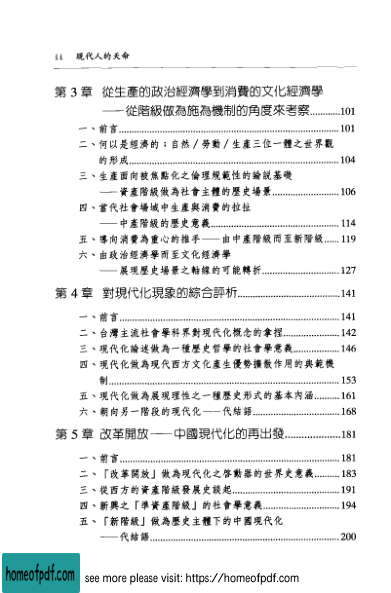 ii 現代人的天命
第 3 章 從生產的政治經濟學到消費的文化經濟學
——從階級做為施為機制的角度來考察............101
一、前言............101
二、何以是經濟的：自然／勞動／生產三位一體之世界觀
的形成............104
三、生產面向被焦點化之倫理規範性的論說基礎
——資產階級做為社會主體的歷史場景............106
四、當代社會場域中生產與消費的拉扯
——中產階級的歷史意義............114
五、導向消費為重心的推手——由中產階級而至新階級......119
六、由政治經濟學而至文化經濟學
——展現歷史場景之軸線的可能轉折............127
第 4 章 對現代化現象的綜合評析............141
一、前言............141
二、台灣主流社會學科界對現代化概念的拿捏............142
三、現代化論述做為一種歷史哲學的社會學意義............146
四、現代化做為現代西方文化產生優勢擴散作用的典範機
制............153
五、現代化做為展現理性之一種歷史形式的基本內涵............161
六、朝向另一階段的現代化——代結語............168
第 5 章 改革開放——中國現代化的再出發............181
一、前言............181
二、「改革開放」做為現代化之啓動器的世界史意義............183
三、從西方的資產階級發展史談起............191
四、新興之「準資產階級」的社會學意義............194
五、「新階級」做為歷史主體下的中國現代化
——代結語............200
homeofpdf.com
see more please visit: https://homeofpdf.com